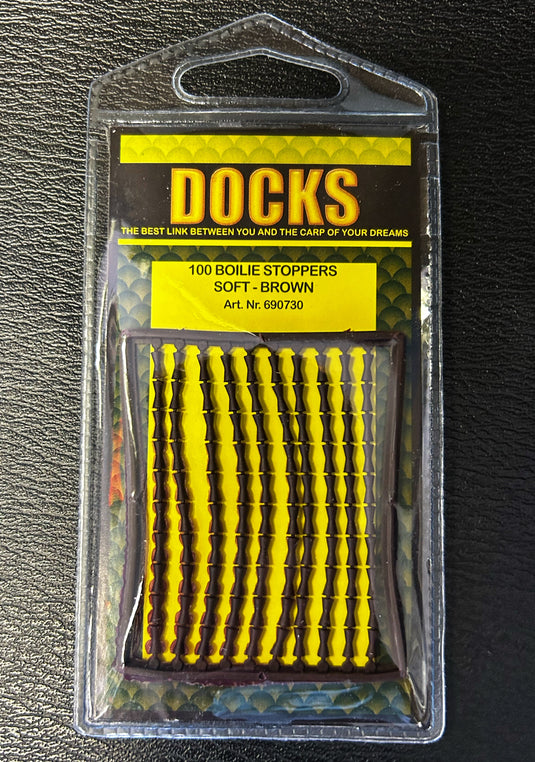 DOCKS
THE BEST LINK BETWEEN YOU AND THE CARP OF YOUR DREAMS
100 BOILIE STOPPERS
SOFT - BROWN
Art. Nr. 690730